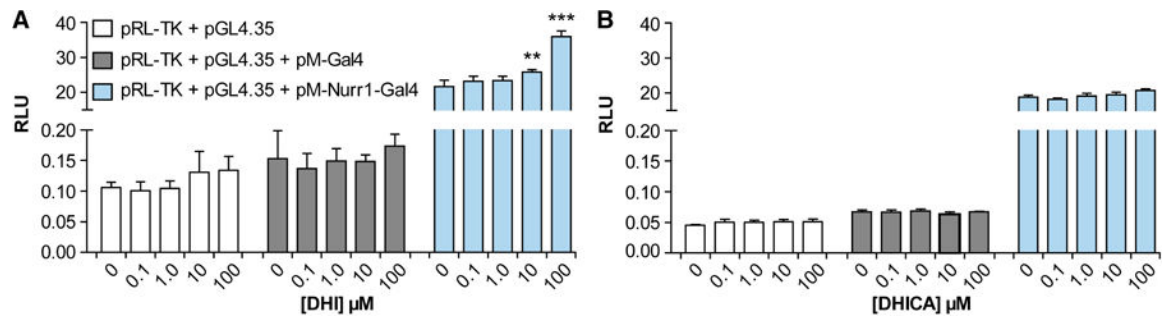 A
B
40
30
20
0.20
0.15
0.10
0.05
0.00
RLU
pRL-TK + pGL4.35
pRL-TK + pGL4.35 + pM-Gal4
pRL-TK + pGL4.35 + pM-Nurr1-Gal4
**
***
0 0.1 1.0 10 100 0 0.1 1.0 10 100 0 0.1 1.0 10 100
[DHI] µM
40
30
20
0.20
0.15
0.10
0.05
0.00
RLU
0 0.1 1.0 10 100 0 0.1 1.0 10 100 0 0.1 1.0 10 100
[DHICA] µM